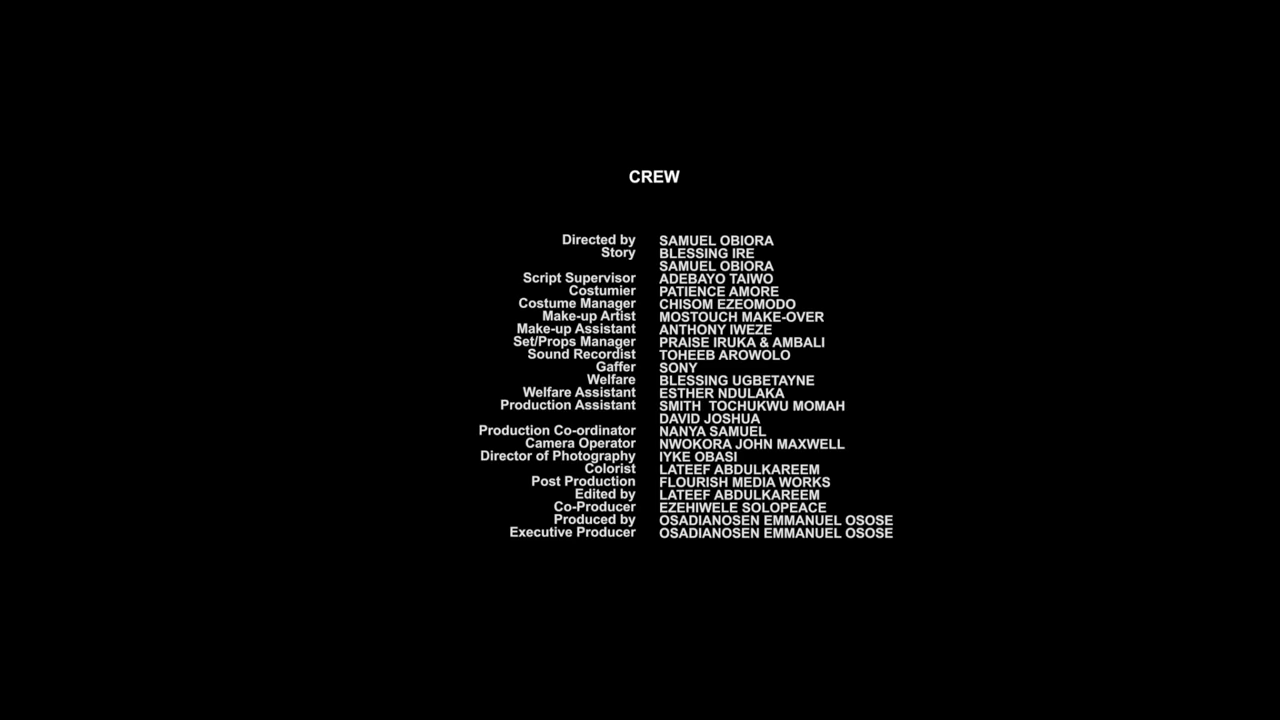 CREW
Directed by SAMUEL OBIORA
Story BLESSING IRE
SAMUEL OBIORA
Script Supervisor ADEBAYO TAIWO
Costumier PATIENCE AMORE
Costume Manager CHISOM EZEOMODO
Make-up Artist MOSTOUCH MAKE-OVER
Make-up Assistant ANTHONY IWEZE
Set/Props Manager PRAISE IRUKA & AMBALI
Sound Recordist TOHEEB AROWOLO
Gaffer SONY
Welfare BLESSING UGBETAYNE
Welfare Assistant ESTHER NDULAKA
Production Assistant SMITH TOCHUKWU MOMAH
DAVID JOSHUA
Production Co-ordinator NANYA SAMUEL
Camera Operator NWOKORA JOHN MAXWELL
Director of Photography IYKE OBASI
Colorist LATEEF ABDULKAREEM
Post Production FLOURISH MEDIA WORKS
Edited by LATEEF ABDULKAREEM
Co-Producer EZEHIWELE SOLOPEACE
Produced by OSADIANOSEN EMMANUEL OSOSE
Executive Producer OSADIANOSEN EMMANUEL OSOSE